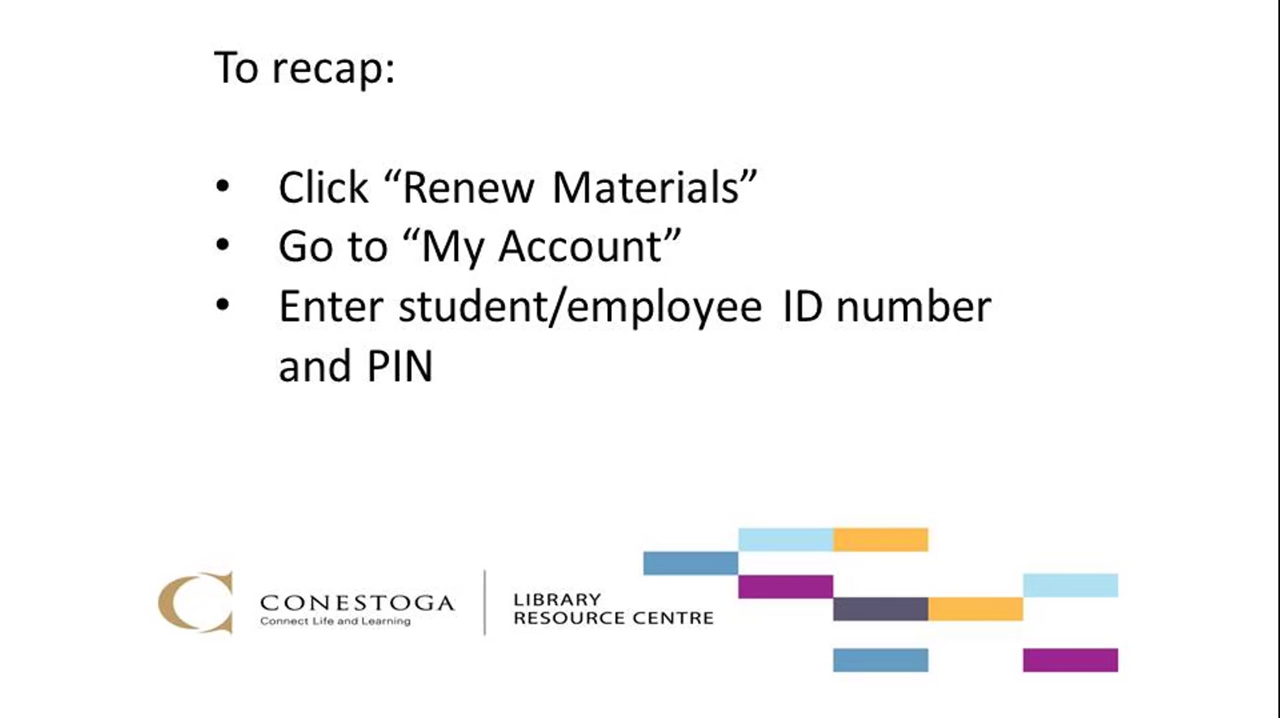 To recap:
• Click “Renew Materials”
• Go to “My Account”
• Enter student/employee ID number
and PIN
CONESTOGA
Connect Life and Learning
LIBRARY
RESOURCE CENTRE